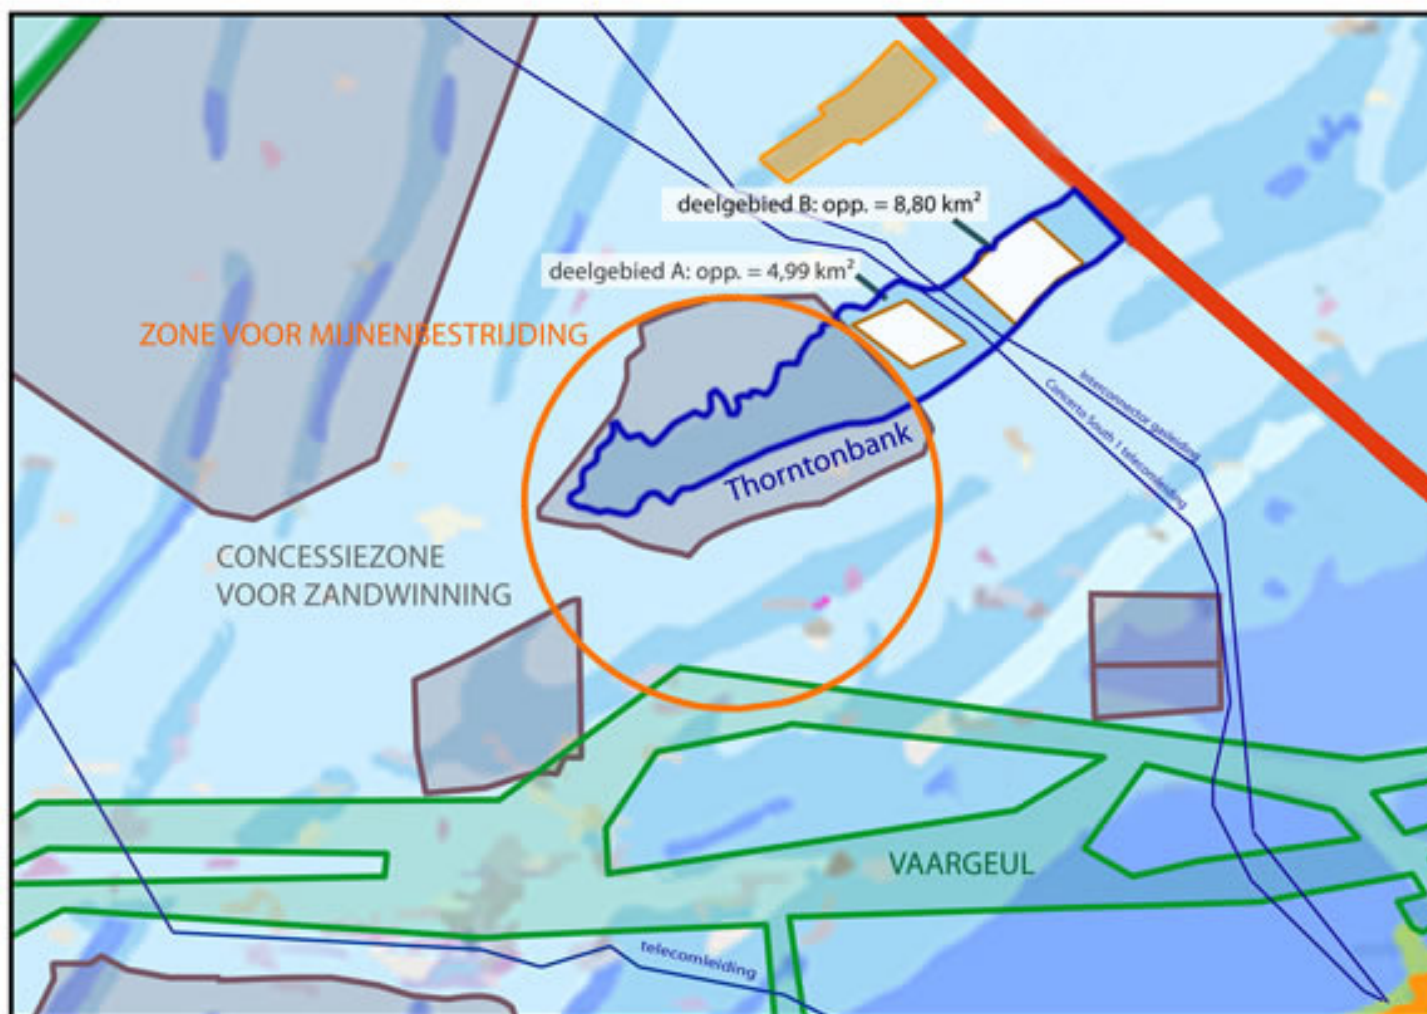 deelgebied B: opp. = 8,80 km²
deelgebied A: opp. = 4,99 km²
ZONE VOOR MIJNENBESTRIJDING
Interconnector gasleiding
Concerto South 1 telecomleiding
Thorntonbank
CONCESSIEZONE
VOOR ZANDWINNING
VAARGEUL
telecomleiding